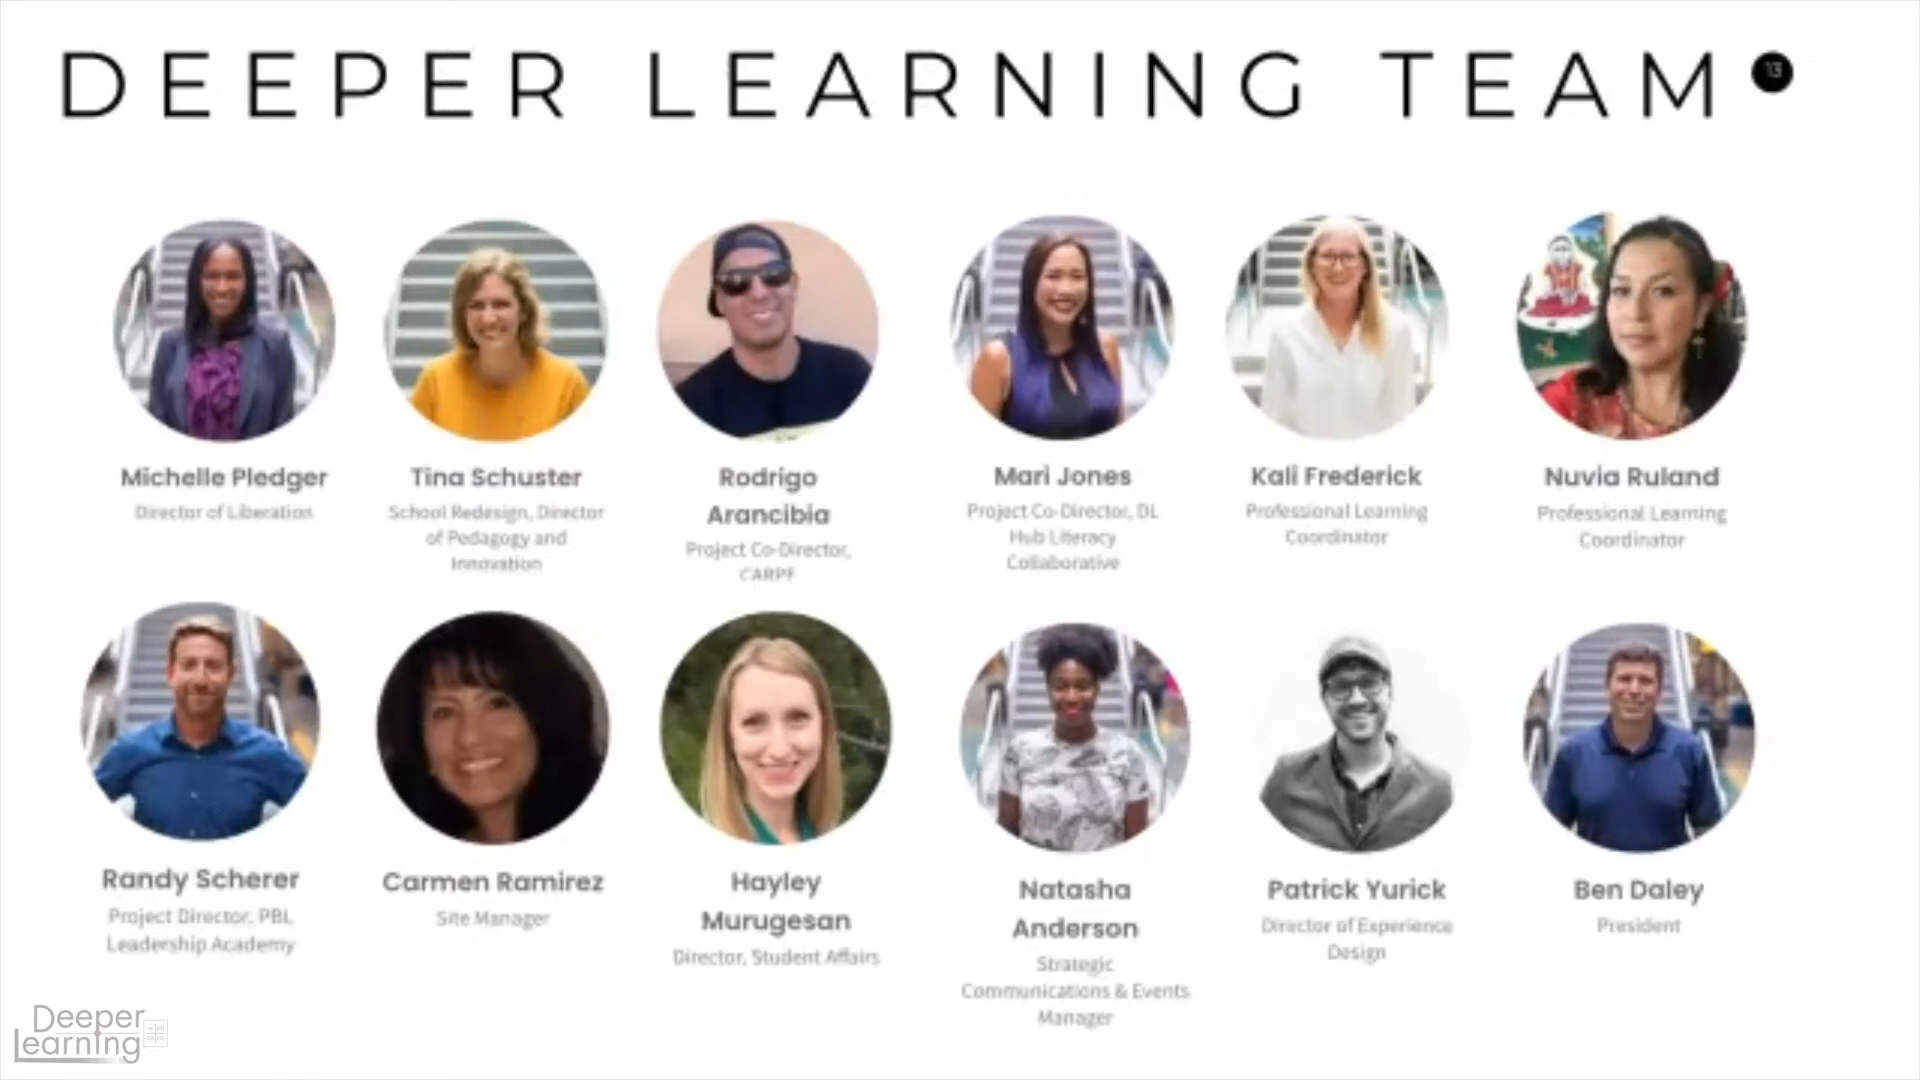 DEEPER LEARNING TEAM
13
Michelle Pledger
Director of Liberation
Tina Schuster
School Redesign, Director
of Pedagogy and
Innovation
Rodrigo
Arancibia
Project Co-Director,
CARPE
Mari Jones
Project Co-Director, DL
Hub Literacy
Collaborative
Kali Frederick
Professional Learning
Coordinator
Nuvia Ruland
Professional Learning
Coordinator
Randy Scherer
Project Director, PBL
Leadership Academy
Carmen Ramirez
Site Manager
Hayley
Murugesan
Director, Student Affairs
Natasha
Anderson
Strategic
Communications & Events
Manager
Patrick Yurick
Director of Experience
Design
Ben Daley
President
Deeper
Learning